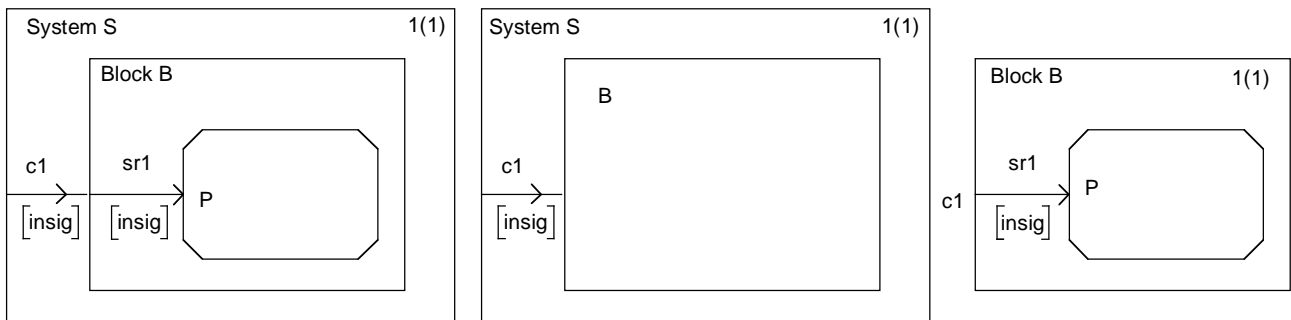 System S 1(1)
Block B
c1 sr1
P
[insig] [insig]
System S 1(1)
B
c1
[insig]
Block B 1(1)
sr1
P
c1
[insig]